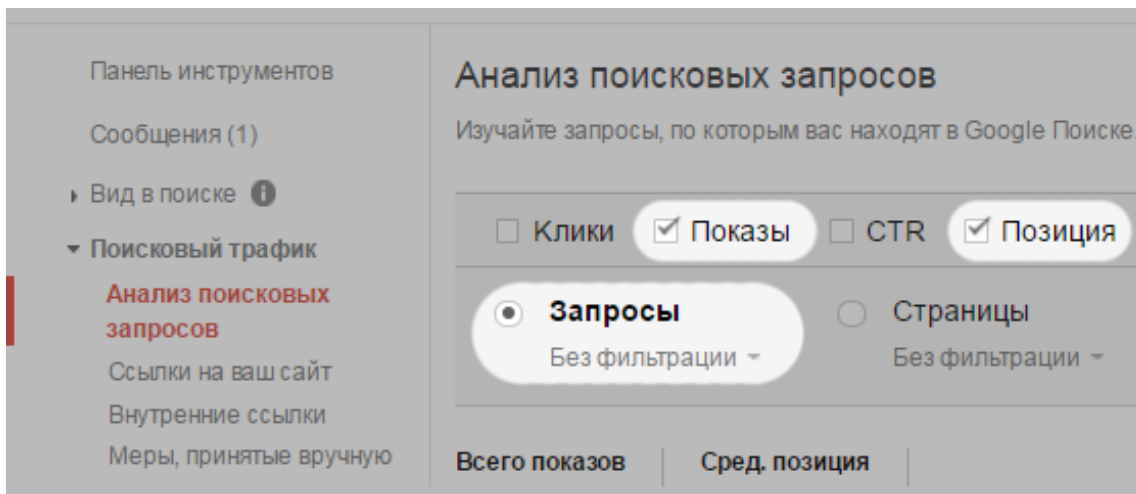 Панель инструментов
Сообщения (1)
Вид в поиске
Поисковый трафик
Анализ поисковых
запросов
Ссылки на ваш сайт
Внутренние ссылки
Меры, принятые вручную
Анализ поисковых запросов
Изучайте запросы, по которым вас находят в Google Поиске.
Клики Показы CTR Позиция
Запросы Страницы
Без фильтрации Без фильтрации
Всего показов Сред. позиция